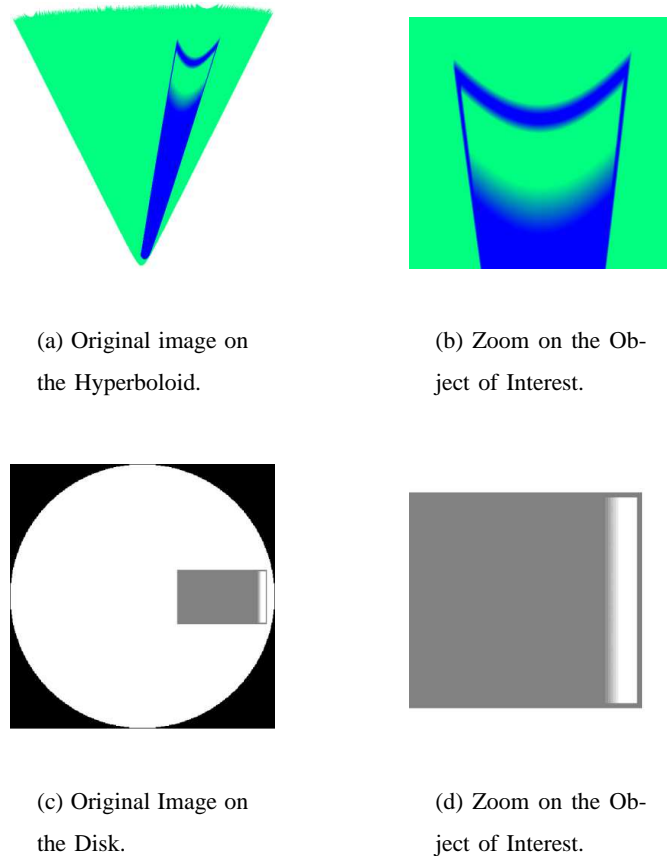 (a) Original image on
the Hyperboloid.
(b) Zoom on the Ob-
ject of Interest.
(c) Original Image on
the Disk.
(d) Zoom on the Ob-
ject of Interest.